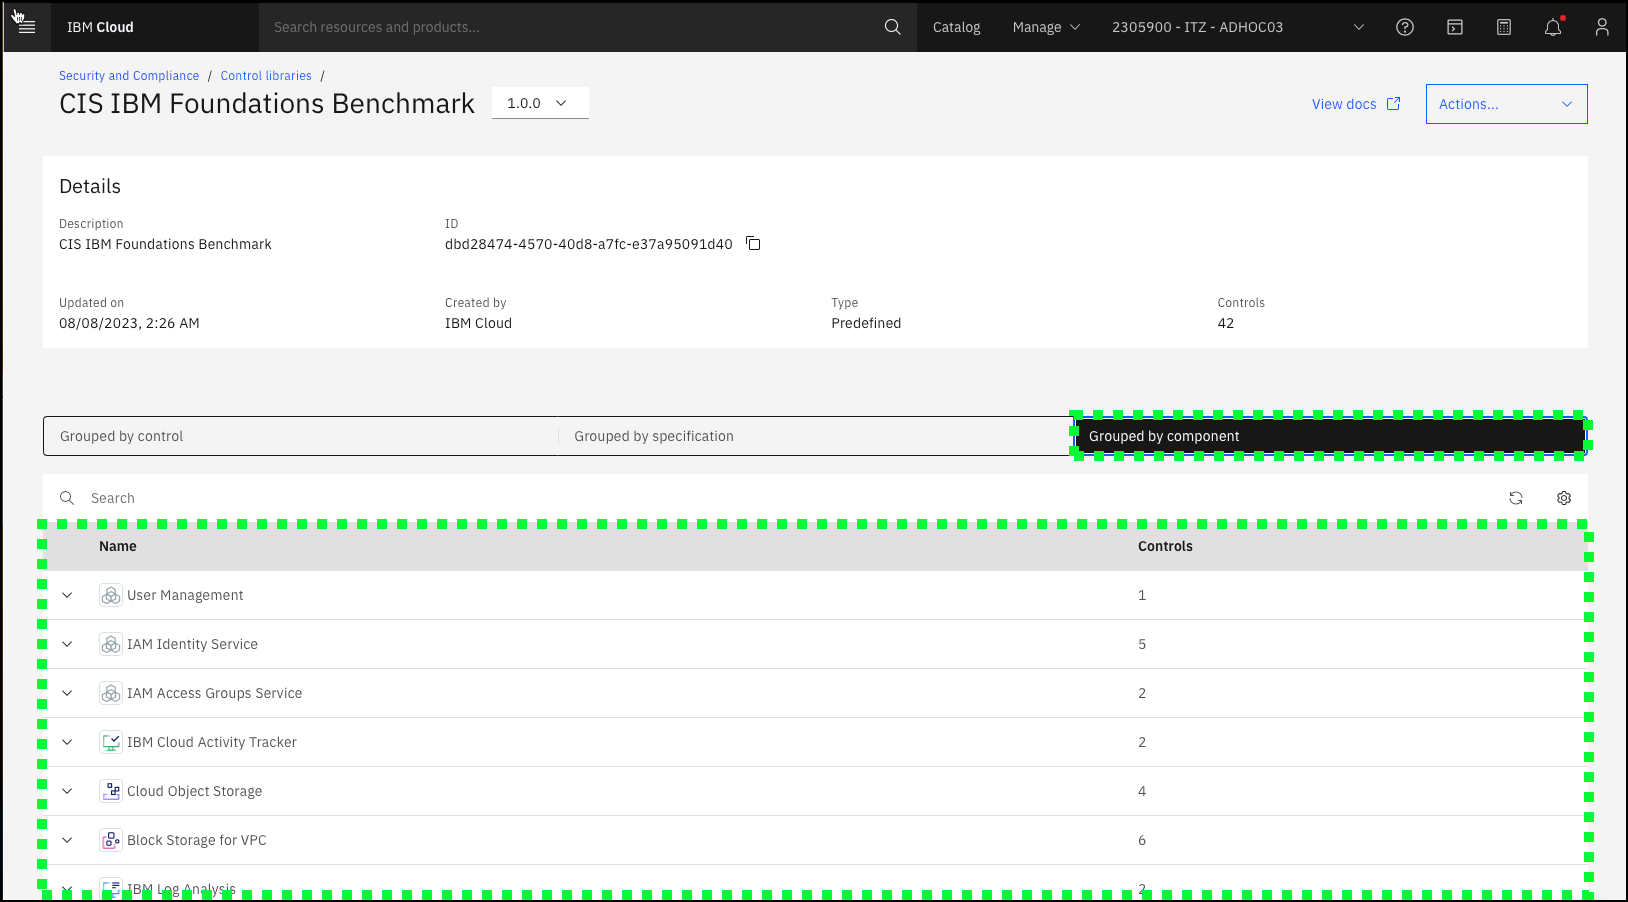 IBM Cloud
Search resources and products...
Catalog
Manage
2305900 - ITZ - ADHOC03
Security and Compliance / Control libraries /
CIS IBM Foundations Benchmark
1.0.0
View docs
Actions...
Details
Description
CIS IBM Foundations Benchmark
ID
dbd28474-4570-40d8-a7fc-e37a95091d40
Updated on
08/08/2023, 2:26 AM
Created by
IBM Cloud
Type
Predefined
Controls
42
Grouped by control
Grouped by specification
Grouped by component
Search
Name Controls
User Management 1
IAM Identity Service 5
IAM Access Groups Service 2
IBM Cloud Activity Tracker 2
Cloud Object Storage 4
Block Storage for VPC 6
IBM Log Analysis 2